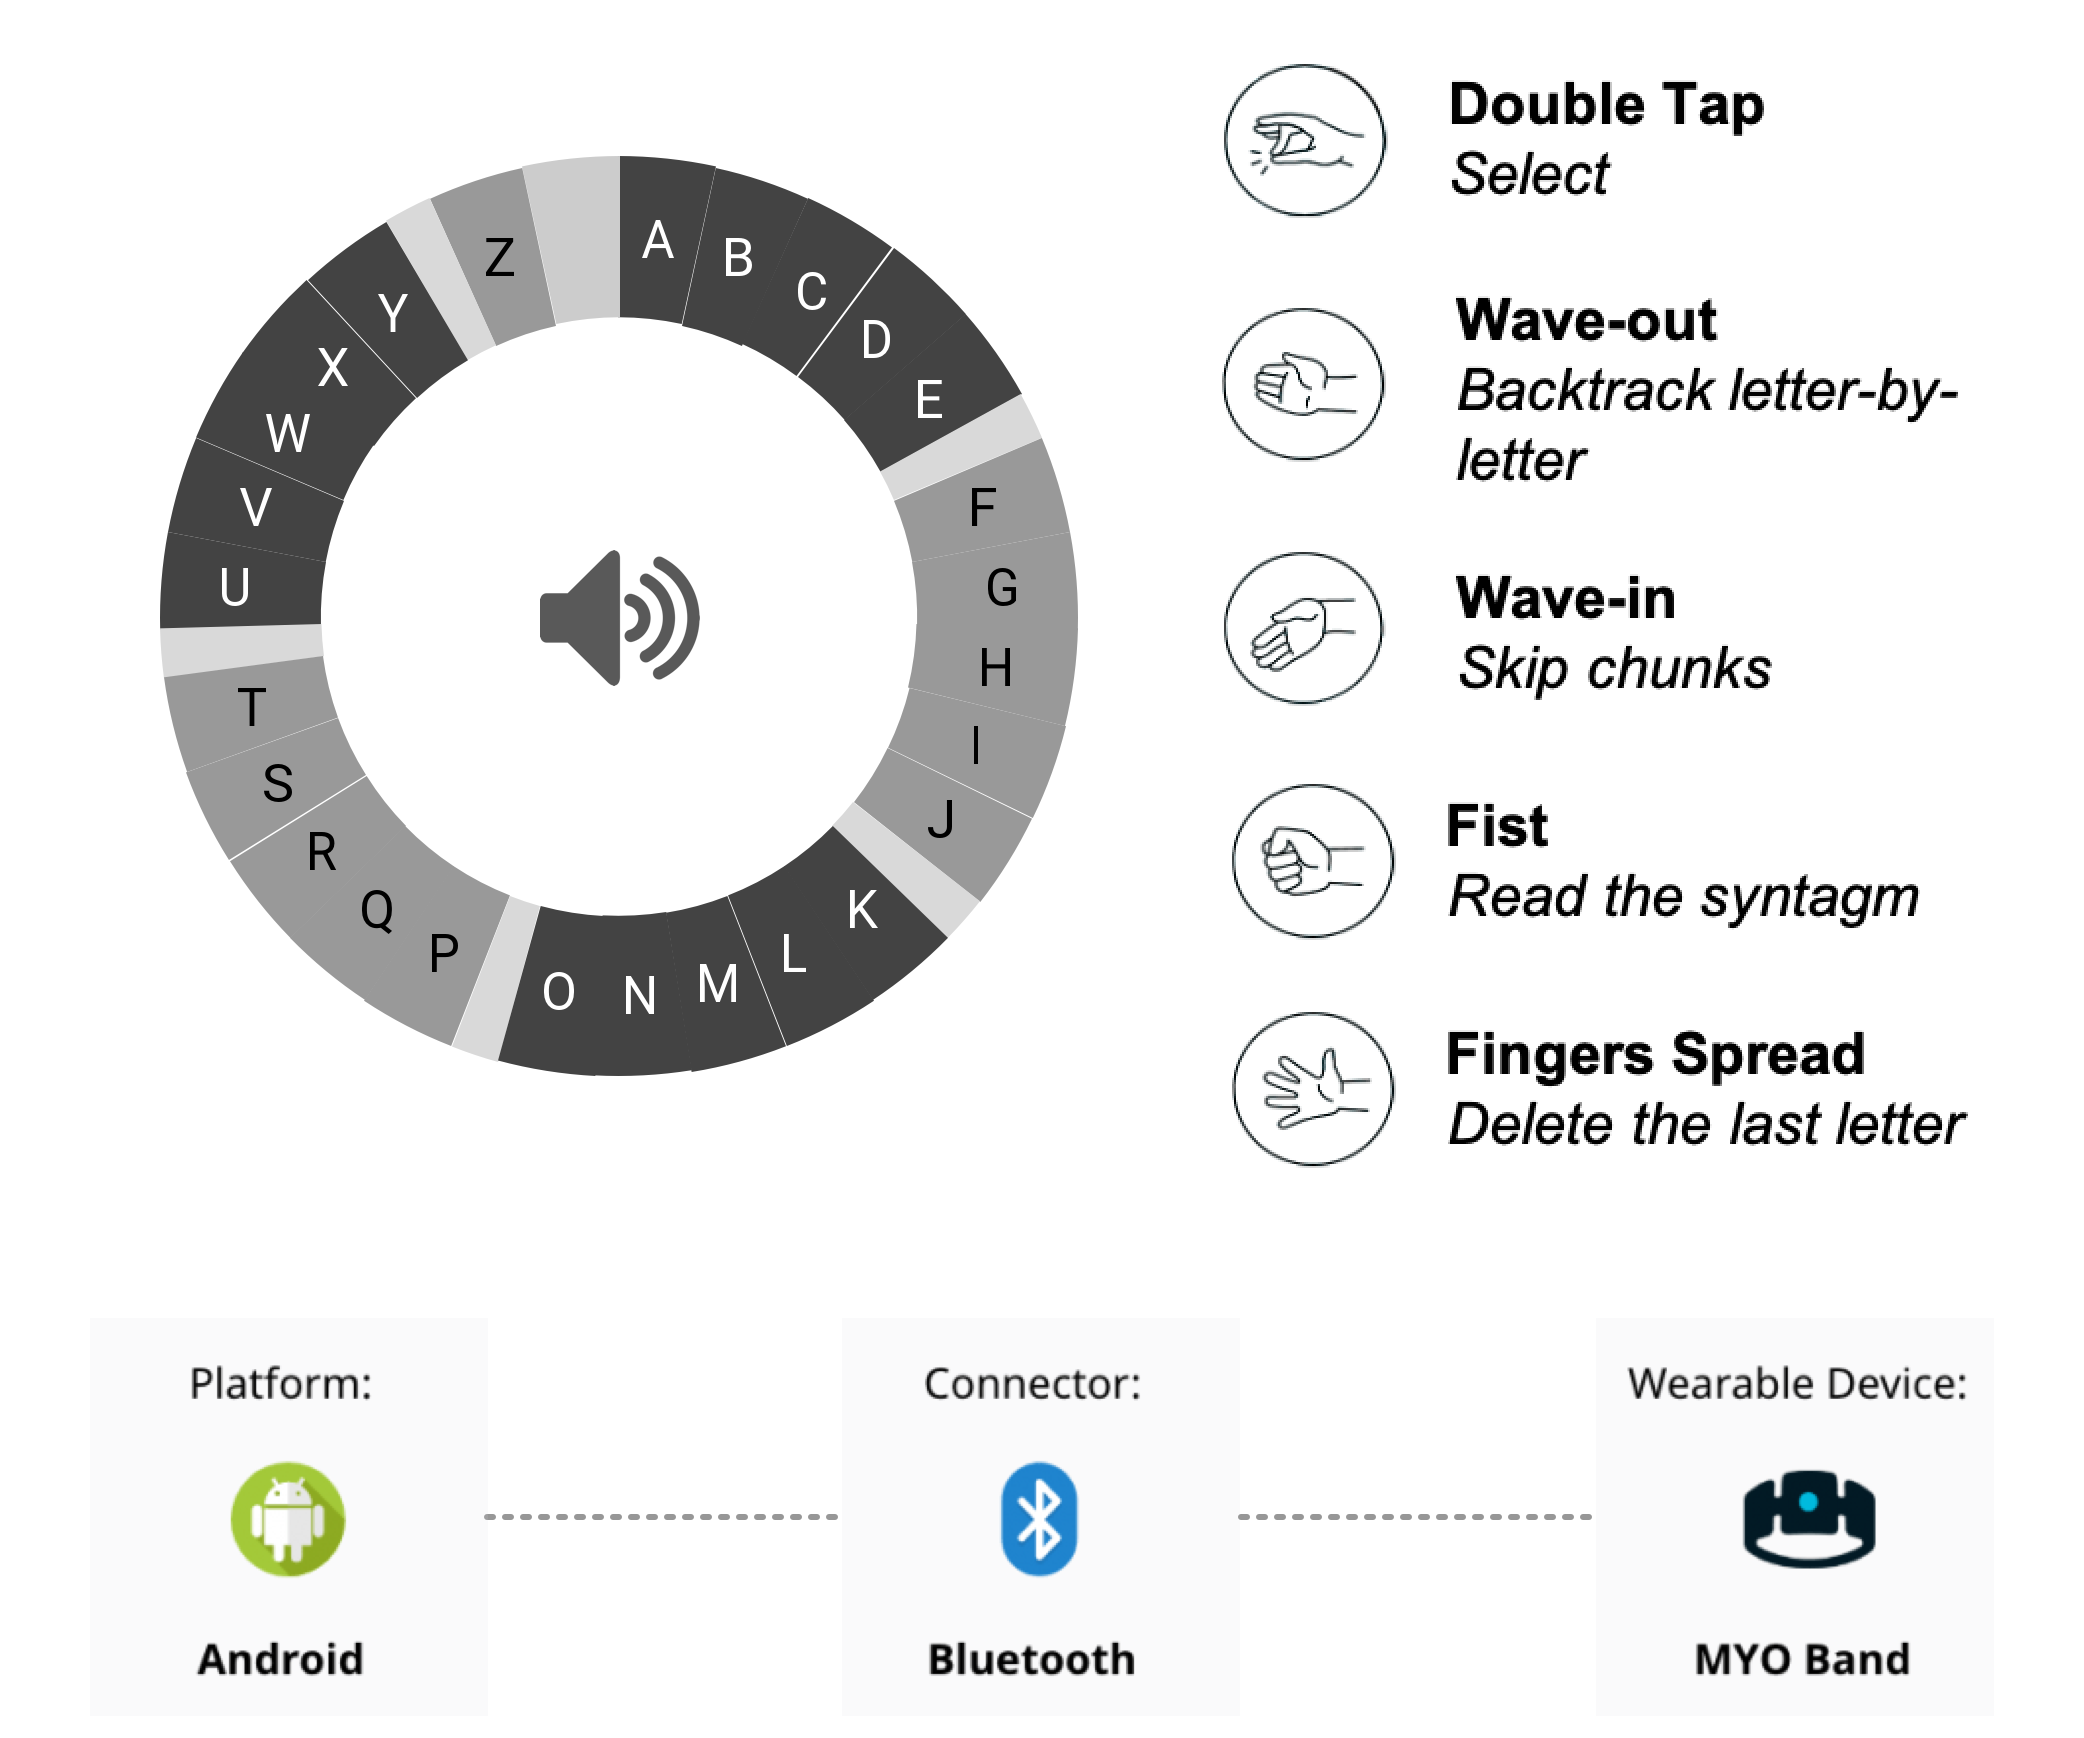 A
B
C
D
E
F
G
H
I
J
K
L
M
N
O
P
Q
R
S
T
U
V
W
X
Y
Z
Double Tap
Select
Wave-out
Backtrack letter-by-
letter
Wave-in
Skip chunks
Fist
Read the syntagm
Fingers Spread
Delete the last letter
Platform:
Android
Connector:
Bluetooth
Wearable Device:
MYO Band